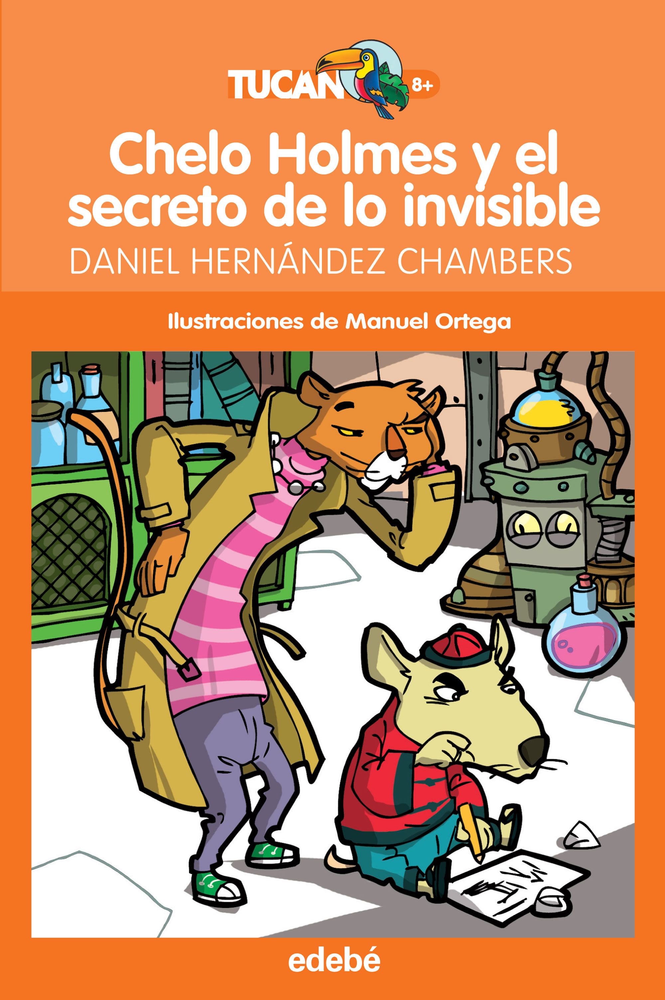 TUCAN 8+
Chelo Holmes y el
secreto de lo invisible
DANIEL HERNÁNDEZ CHAMBERS
Ilustraciones de Manuel Ortega
edebé